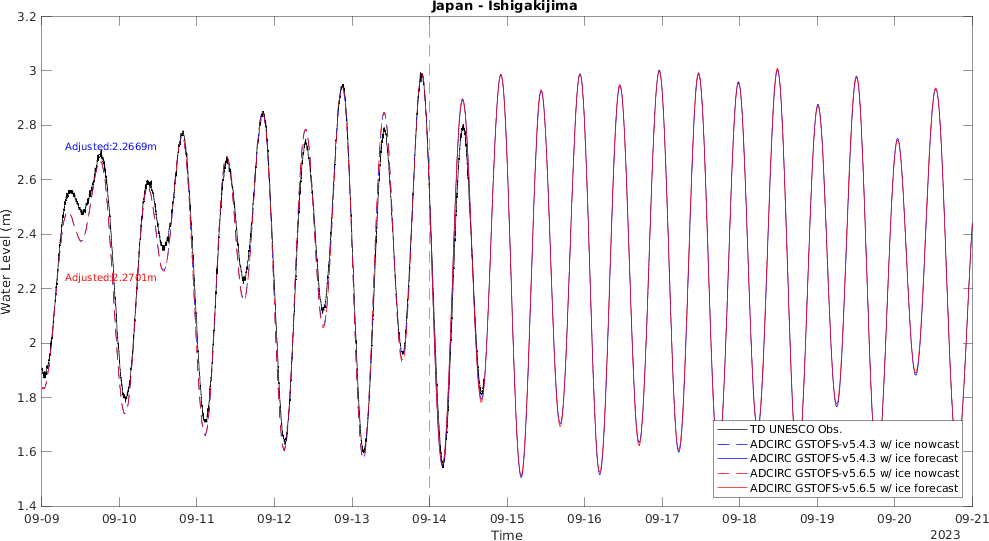 Japan - Ishigakijima
3.2
3
2.8
2.6
2.4
2.2
2
1.8
1.6
1.4
Water Level (m)
Adjusted:2.2669m
Adjusted:2.2701m
TD UNESCO Obs.
ADCIRC GSTOFS-v5.4.3 w/ ice nowcast
ADCIRC GSTOFS-v5.4.3 w/ ice forecast
ADCIRC GSTOFS-v5.6.5 w/ ice nowcast
ADCIRC GSTOFS-v5.6.5 w/ ice forecast
09-09 09-10 09-11 09-12 09-13 09-14 09-15 09-16 09-17 09-18 09-19 09-20 09-21
Time
2023